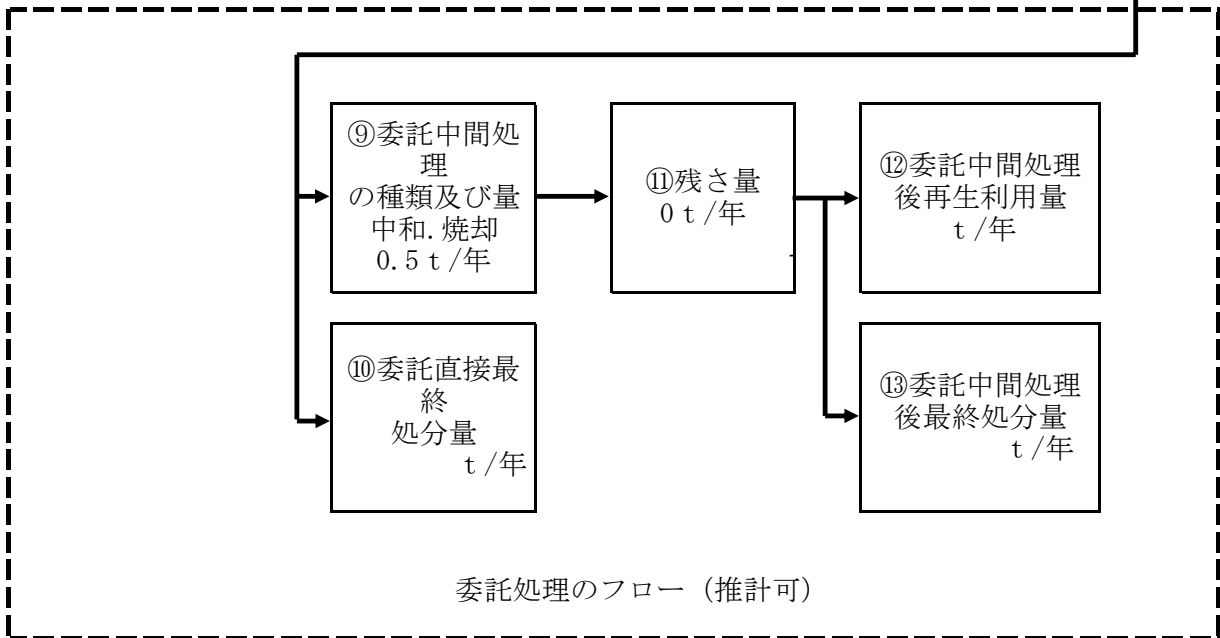 ⑨委託中間処
理
の種類及び量
中和.焼却
0.5ｔ/年
⑪残さ量
0ｔ/年
⑫委託中間処理
後再生利用量
ｔ/年
⑩委託直接最
終
処分量
ｔ/年
⑬委託中間処理
後最終処分量
ｔ/年
委託処理のフロー（推計可）